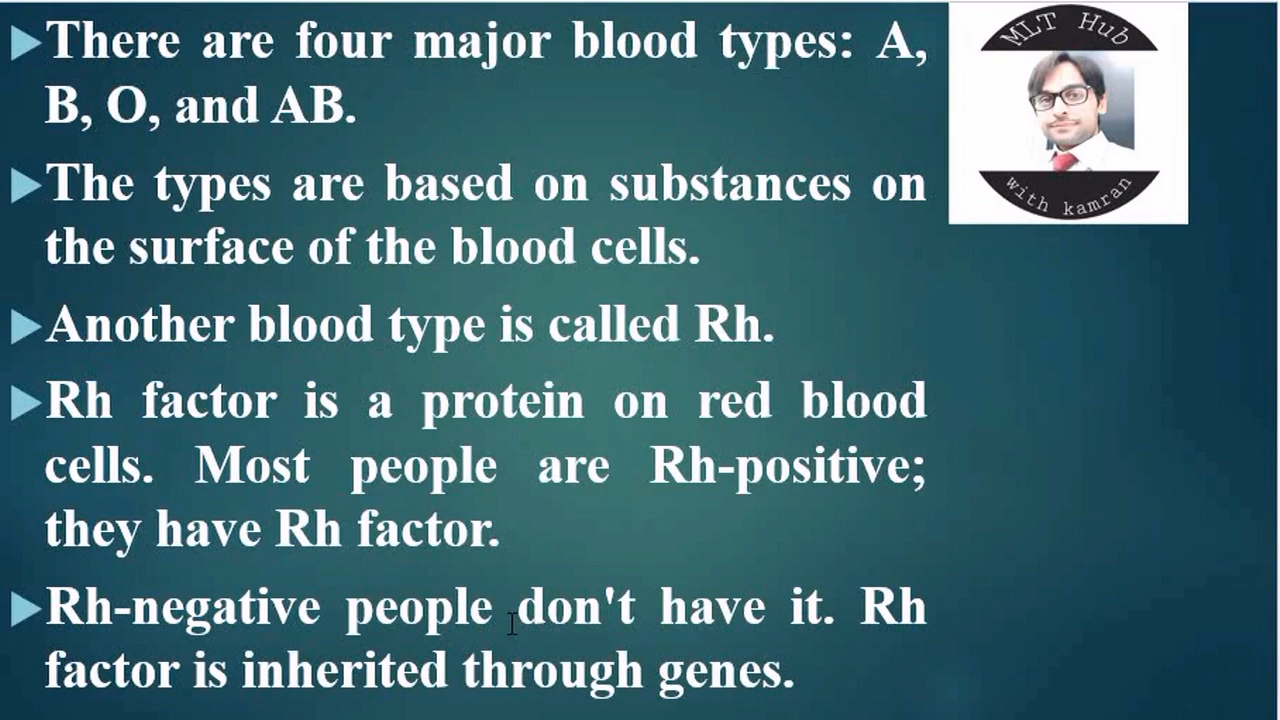 There are four major blood types: A,
B, O, and AB.
The types are based on substances on
the surface of the blood cells.
Another blood type is called Rh.
Rh factor is a protein on red blood
cells. Most people are Rh-positive;
they have Rh factor.
Rh-negative people don't have it. Rh
factor is inherited through genes.
MLT Hub
with kamran